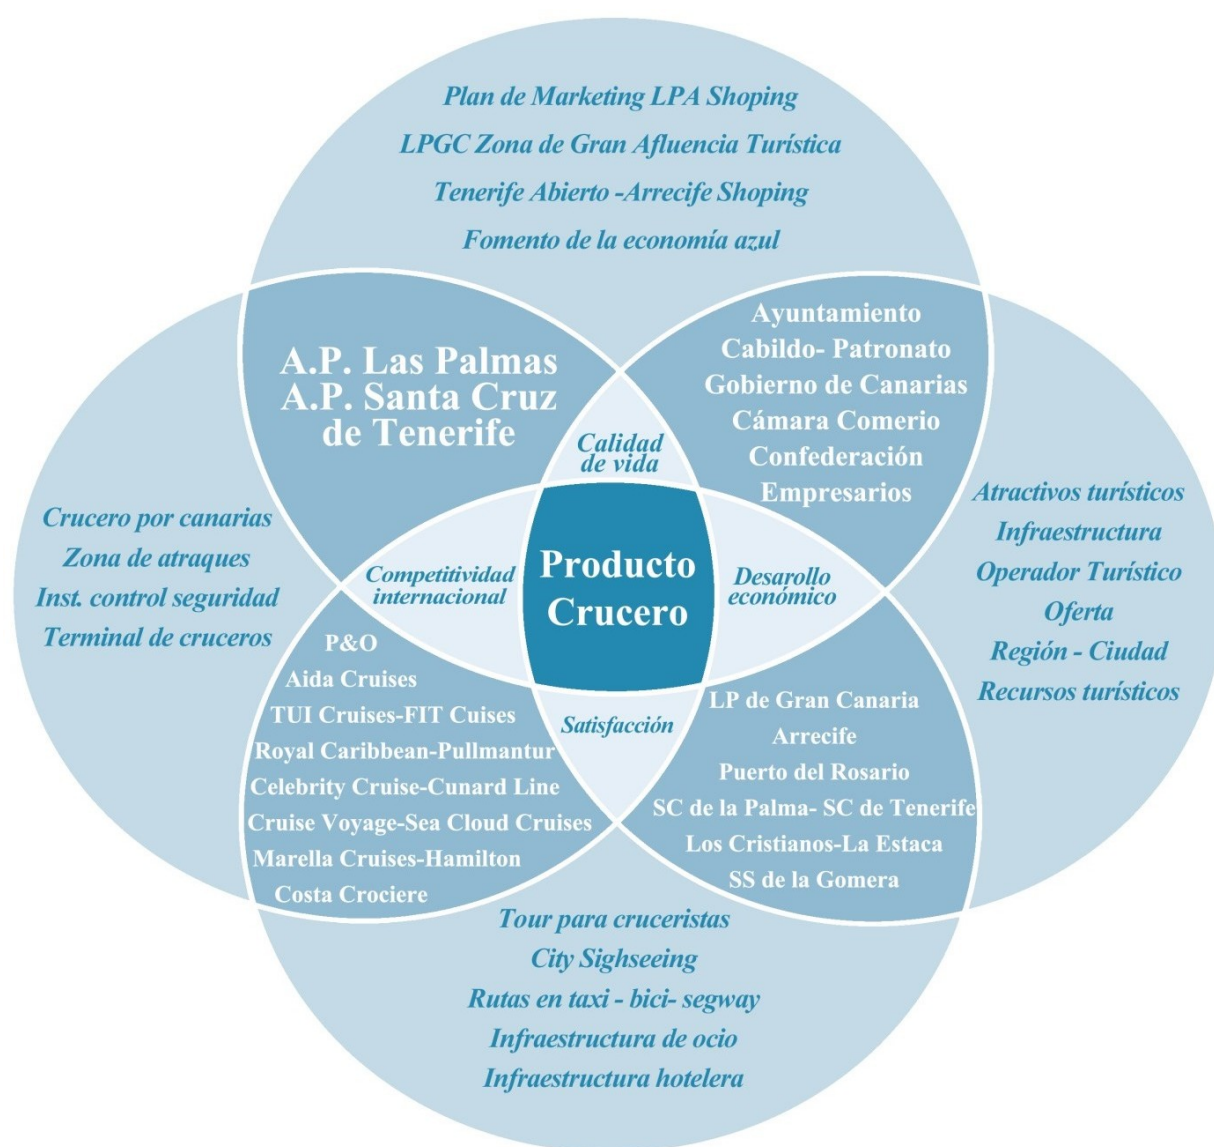 Plan de Marketing LPA Shoping
LPGC Zona de Gran Afluencia Turística
Tenerife Abierto -Arrecife Shoping
Fomento de la economía azul
A.P. Las Palmas
A.P. Santa Cruz
de Tenerife
Ayuntamiento
Cabildo- Patronato
Gobierno de Canarias
Cámara Comerio
Confederación
Empresarios
Calidad
de vida
Crucero por canarias
Zona de atraques
Inst. control seguridad
Terminal de cruceros
Competitividad
internacional
Producto
Crucero
Desarollo
económico
Atractivos turísticos
Infraestructura
Operador Turístico
Oferta
Región - Ciudad
Recursos turísticos
P&O
Aida Cruises
TUI Cruises-FIT Cuises
Royal Caribbean-Pullmantur
Celebrity Cruise-Cunard Line
Cruise Voyage-Sea Cloud Cruises
Marella Cruises-Hamilton
Costa Crociere
Satisfacción
LP de Gran Canaria
Arrecife
Puerto del Rosario
SC de la Palma- SC de Tenerife
Los Cristianos-La Estaca
SS de la Gomera
Tour para cruceristas
City Sighseeing
Rutas en taxi - bici- segway
Infraestructura de ocio
Infraestructura hotelera